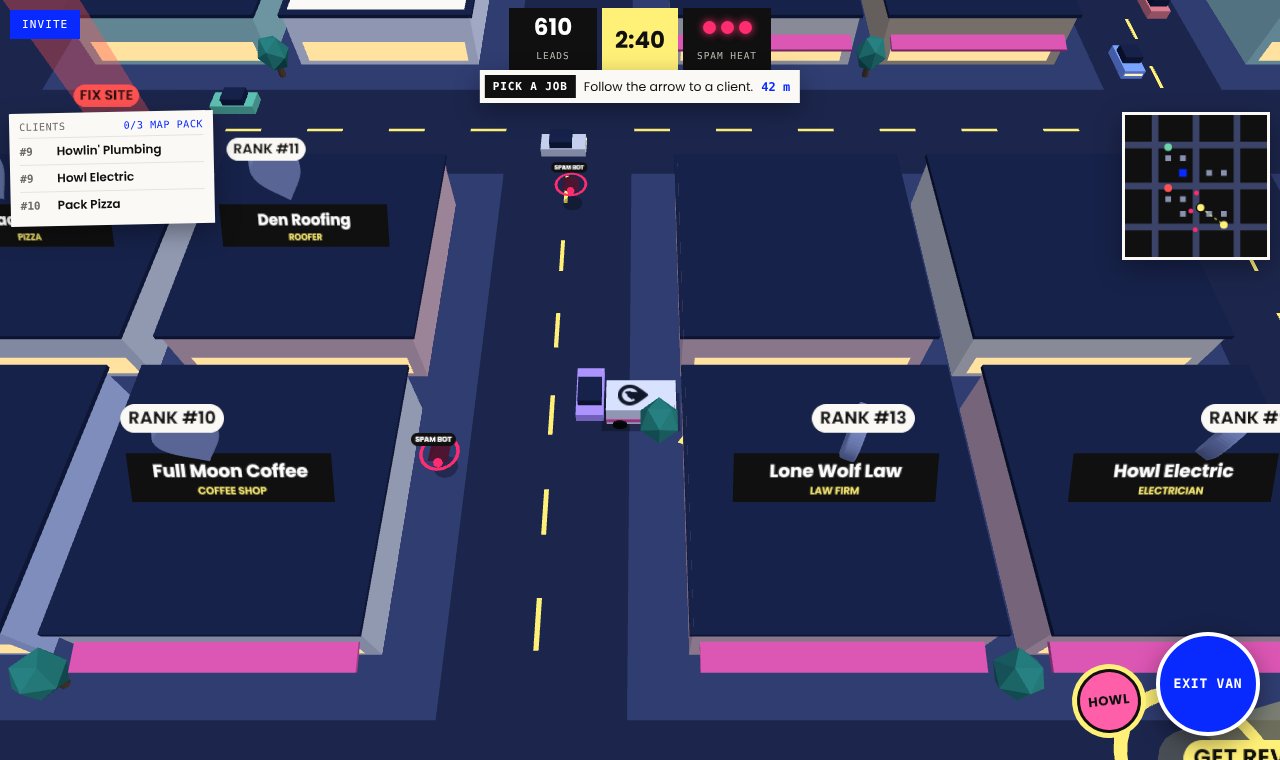 INVITE
610
LEADS
2:40
SPAM HEAT
PICK A JOB Follow the arrow to a client. 42 m
FIX SITE
CLIENTS 0/3 MAP PACK
#9 Howlin' Plumbing
#9 Howl Electric
#10 Pack Pizza
RANK #11
Den Roofing
ROOFER
PIZZA
SPAM BOT
RANK #10
Full Moon Coffee
COFFEE SHOP
SPAM BOT
RANK #13
Lone Wolf Law
LAW FIRM
RANK #
Howl Electric
ELECTRICIAN
HOWL
EXIT VAN
GET REV